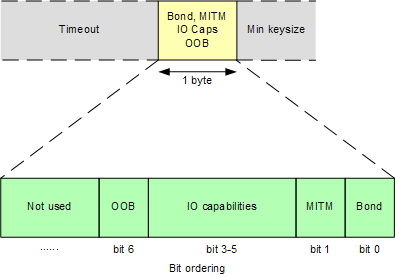 Timeout
Bond, MITM
IO Caps
OOB
Min keysize
1 byte
Not used
OOB
IO capabilities
MITM
Bond
......
bit 6
bit 3-5
bit 1
bit 0
Bit ordering